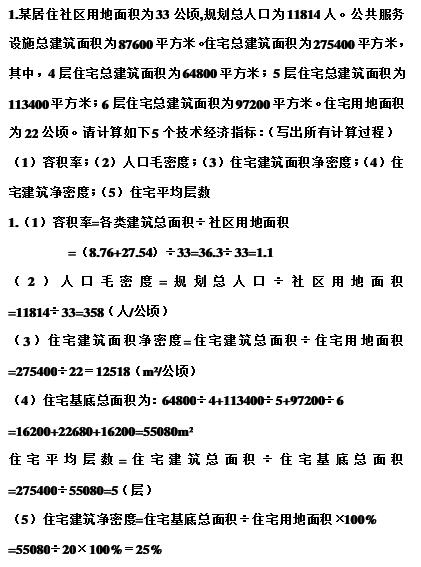 1.某居住社区用地面积为33 公顷,规划总人口为11814 人。公共服务
设施总建筑面积为87600 平方米。住宅总建筑面积为275400 平方米，
其中，4 层住宅总建筑面积为64800 平方米；5 层住宅总建筑面积为
113400 平方米；6 层住宅总建筑面积为97200 平方米。住宅用地面积
为 22 公顷。请计算如下5 个技术经济指标：（写出所有计算过程）
（1）容积率；（2）人口毛密度；（3）住宅建筑面积净密度；（4）住
宅建筑净密度；（5）住宅平均层数
1.（1）容积率=各类建筑总面积÷社区用地面积
=（8.76+27.54）÷33=36.3÷33=1.1
（2）人口毛密度=规划总人口÷社区用地面积
=11814÷33=358（人/公顷）
（3）住宅建筑面积净密度=住宅建筑总面积÷住宅用地面积
=275400÷22＝12518（m²/公顷）
（4）住宅基底总面积为：64800÷4+113400÷5+97200÷6
=16200+22680+16200=55080m²
住宅平均层数=住宅建筑总面积÷住宅基底总面积
=275400÷55080=5（层）
（5）住宅建筑净密度=住宅基底总面积÷住宅用地面积×100%
=55080÷20×100%＝25%